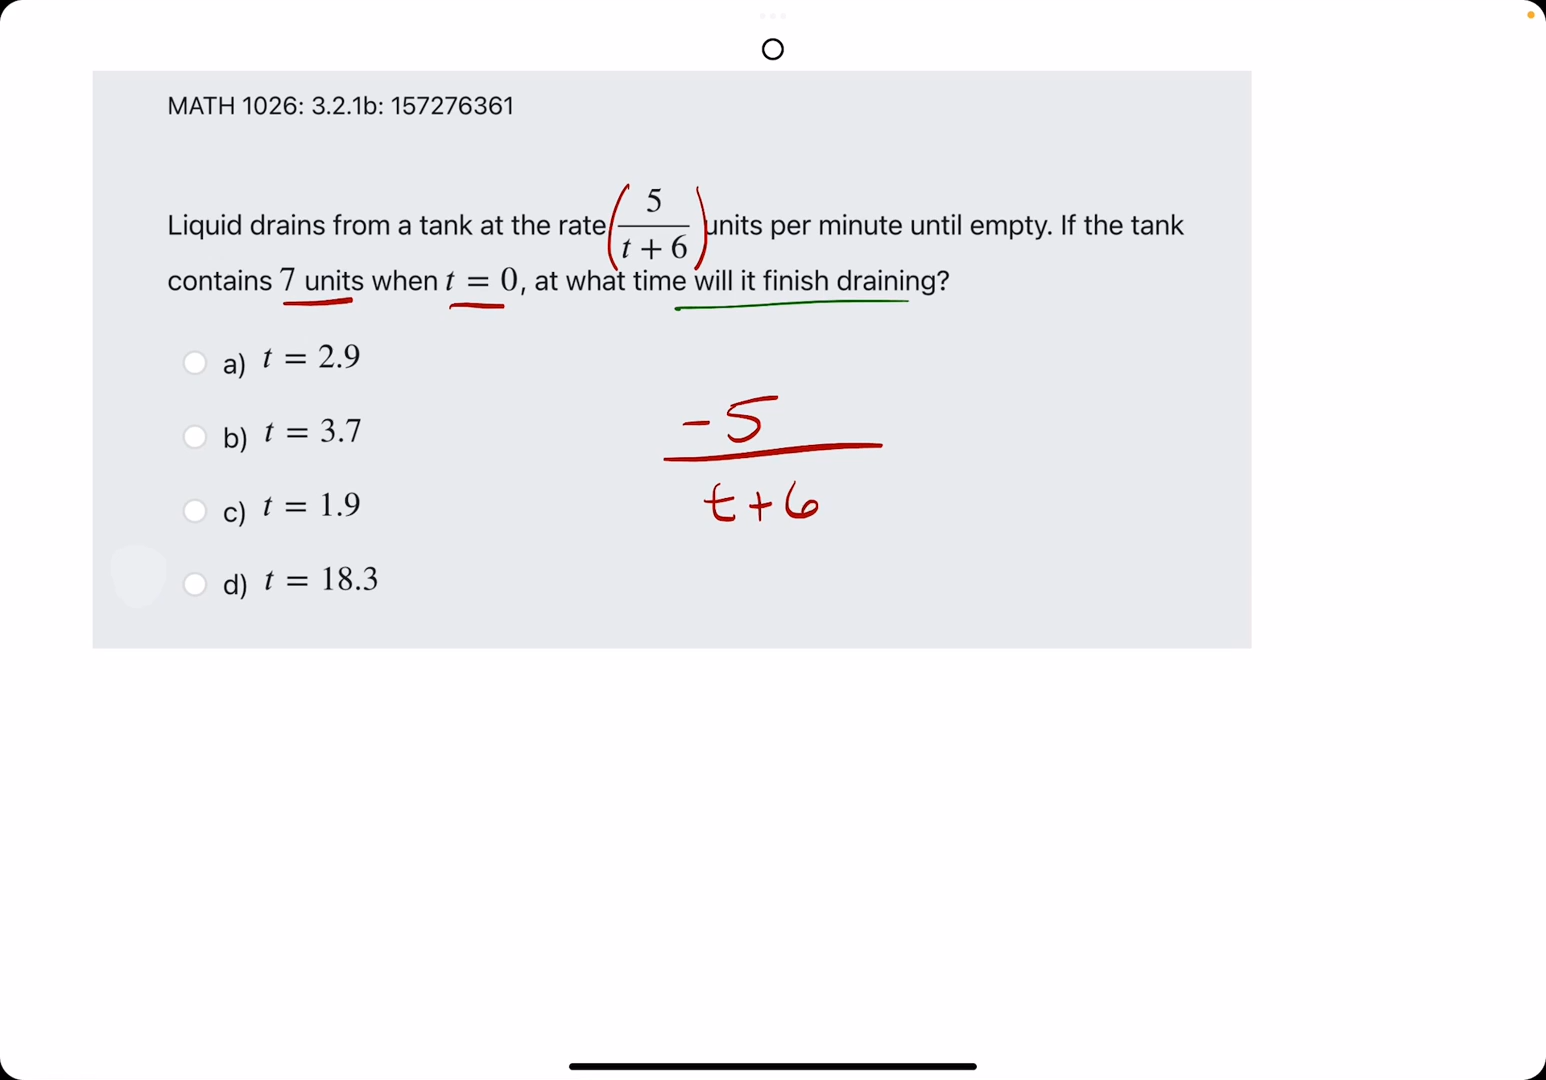 MATH 1026: 3.2.1b: 157276361
Liquid drains from a tank at the rate (5/(t + 6)) units per minute until empty. If the tank
contains 7 units when t = 0, at what time will it finish draining?
a) t = 2.9
b) t = 3.7
c) t = 1.9
d) t = 18.3
-5
t+6